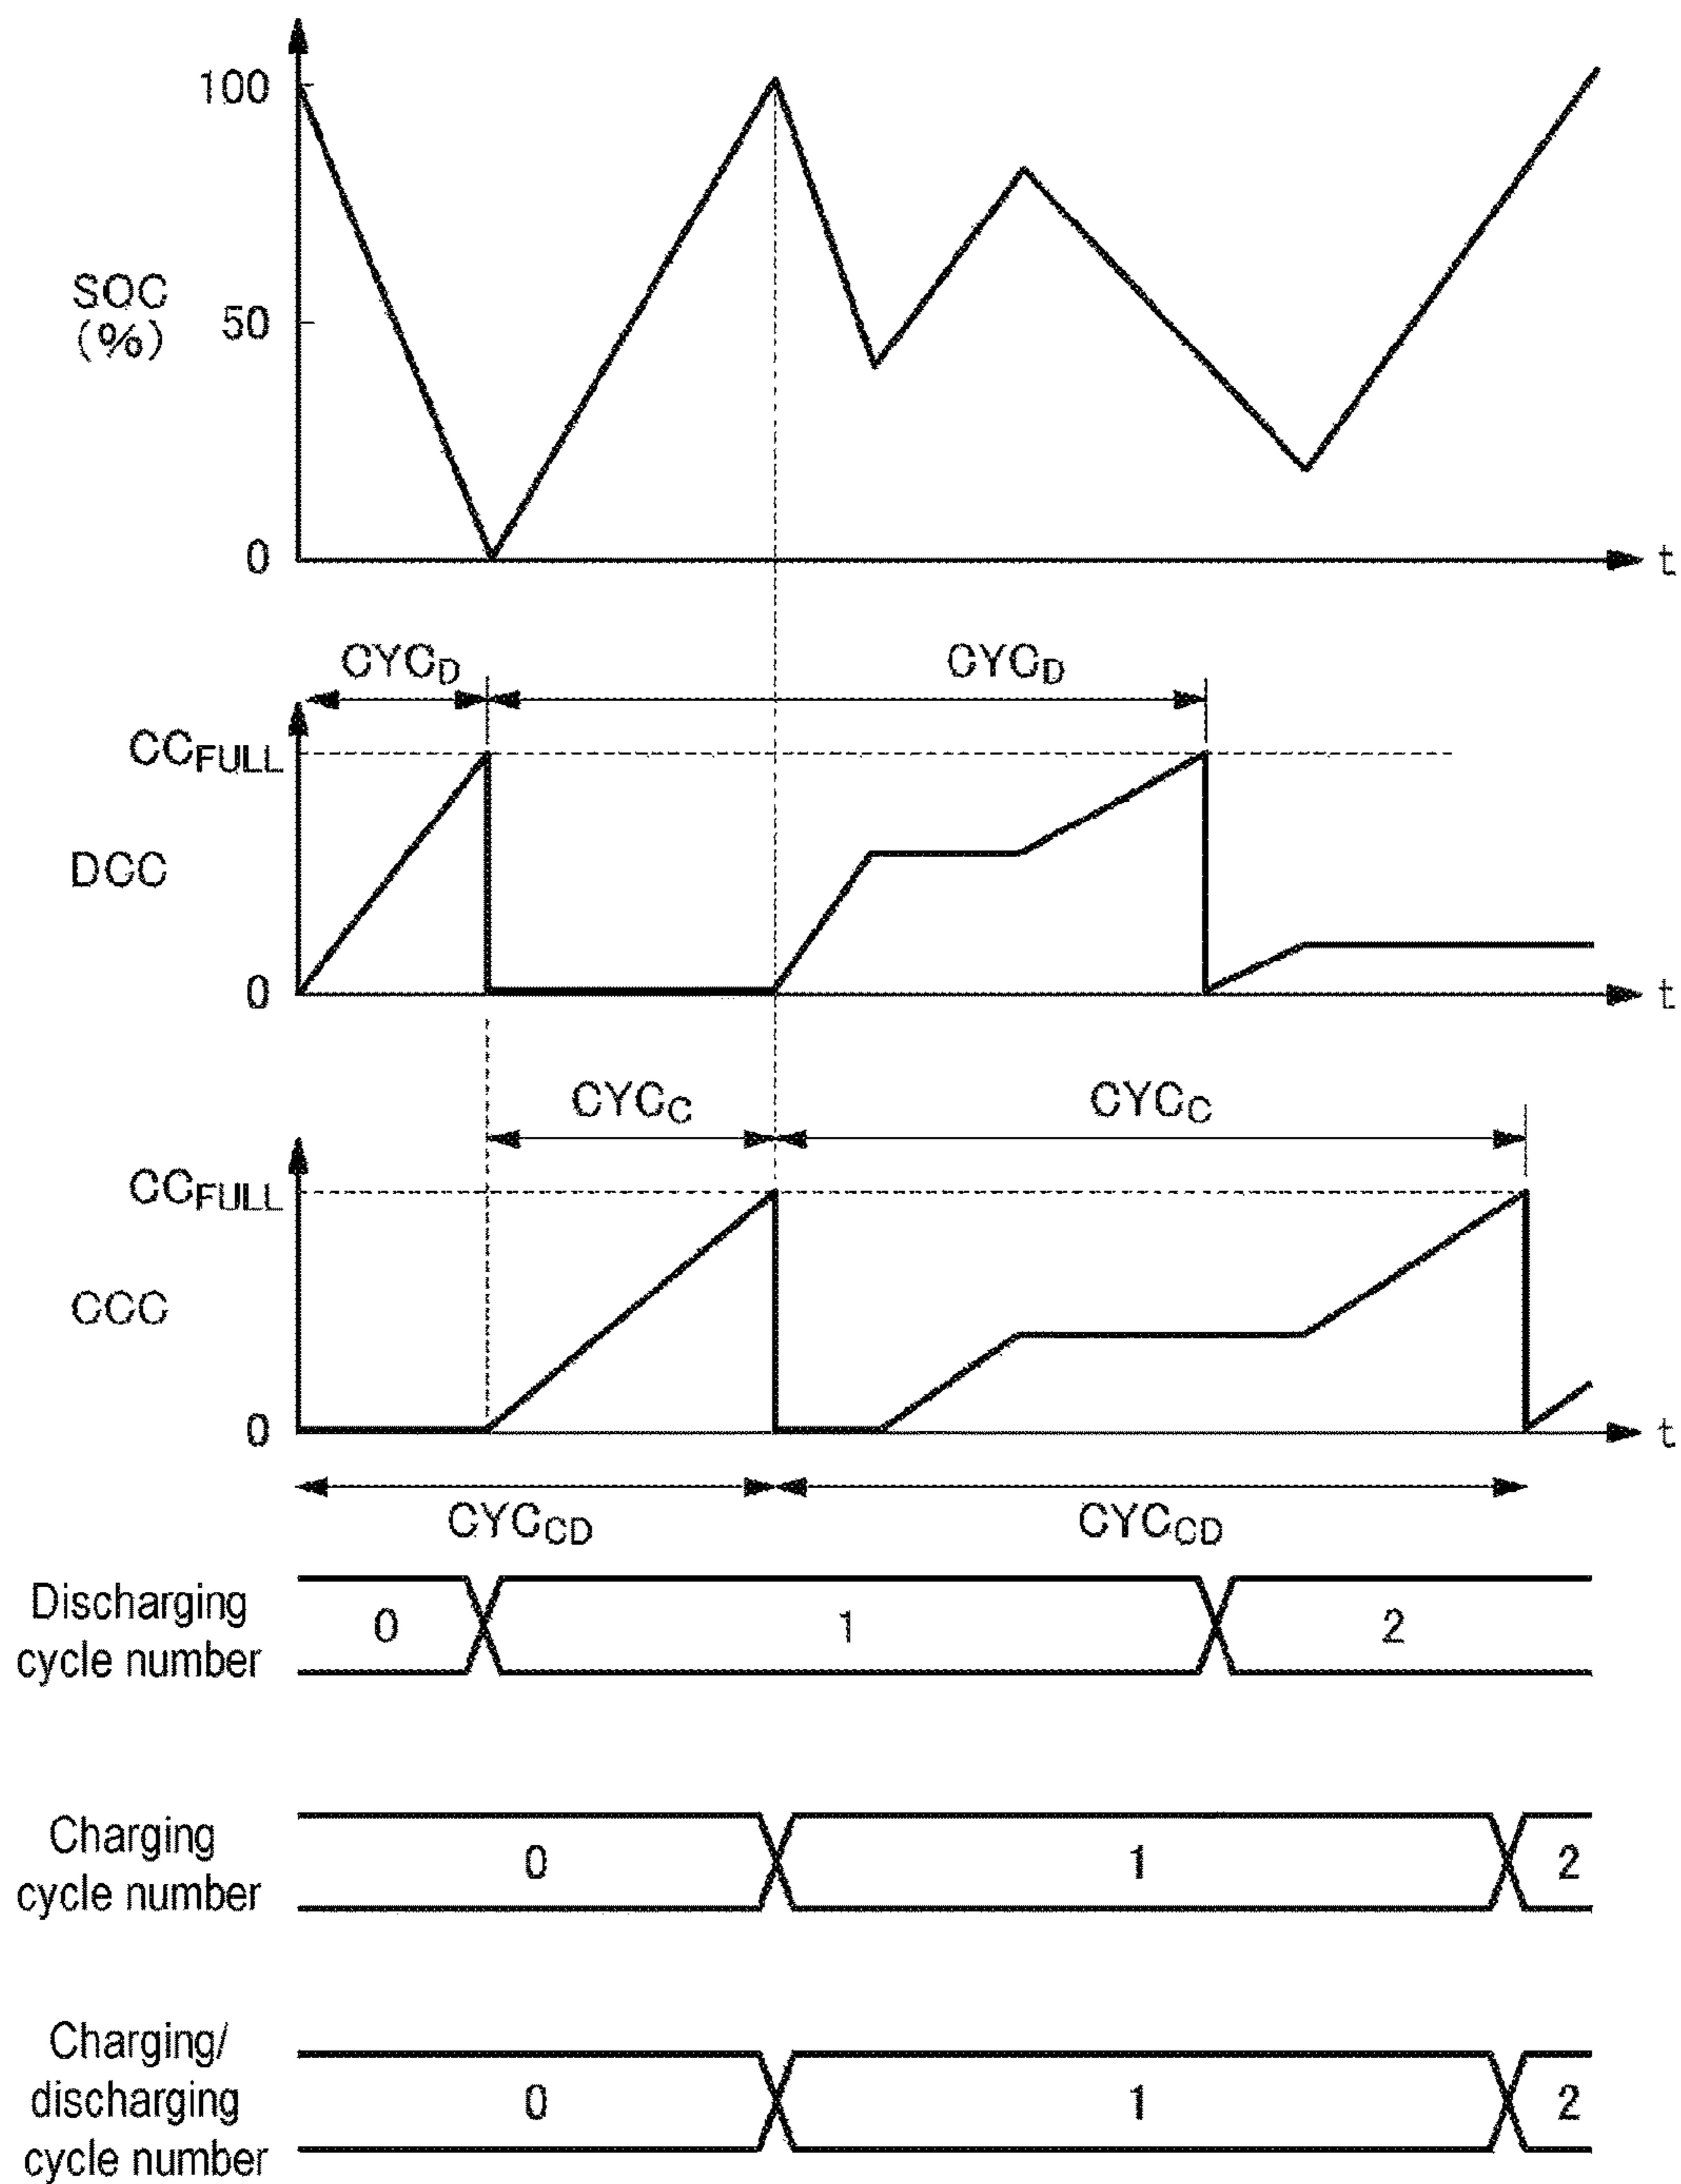 100
SOC
(%)
50
0
t
CYCD
CYCD
CCFULL
DCC
0
t
CYCC
CYCC
CCFULL
CCC
0
t
CYCCD
CYCCD
Discharging
cycle number
0
1
2
Charging
cycle number
0
1
2
Charging/
discharging
cycle number
0
1
2